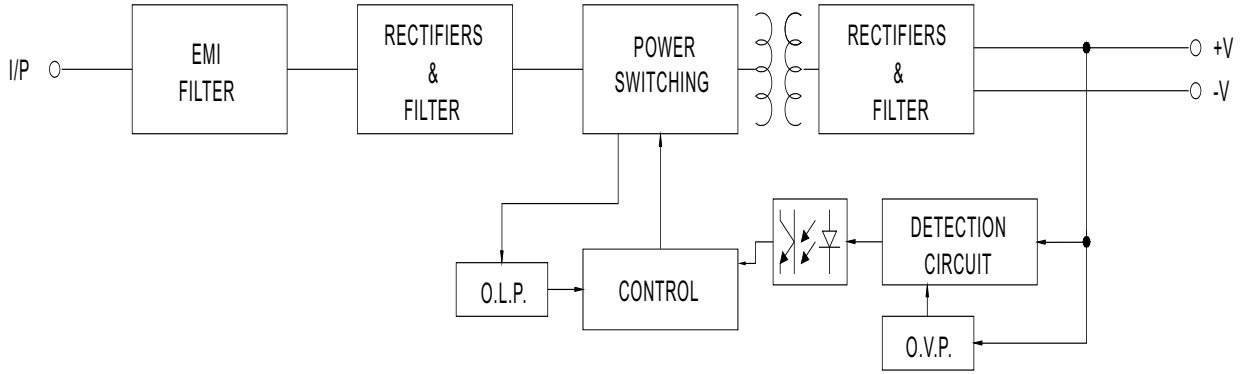 I/P
EMI
FILTER
RECTIFIERS
&
FILTER
POWER
SWITCHING
RECTIFIERS
&
FILTER
+V
-V
O.L.P.
CONTROL
DETECTION
CIRCUIT
O.V.P.